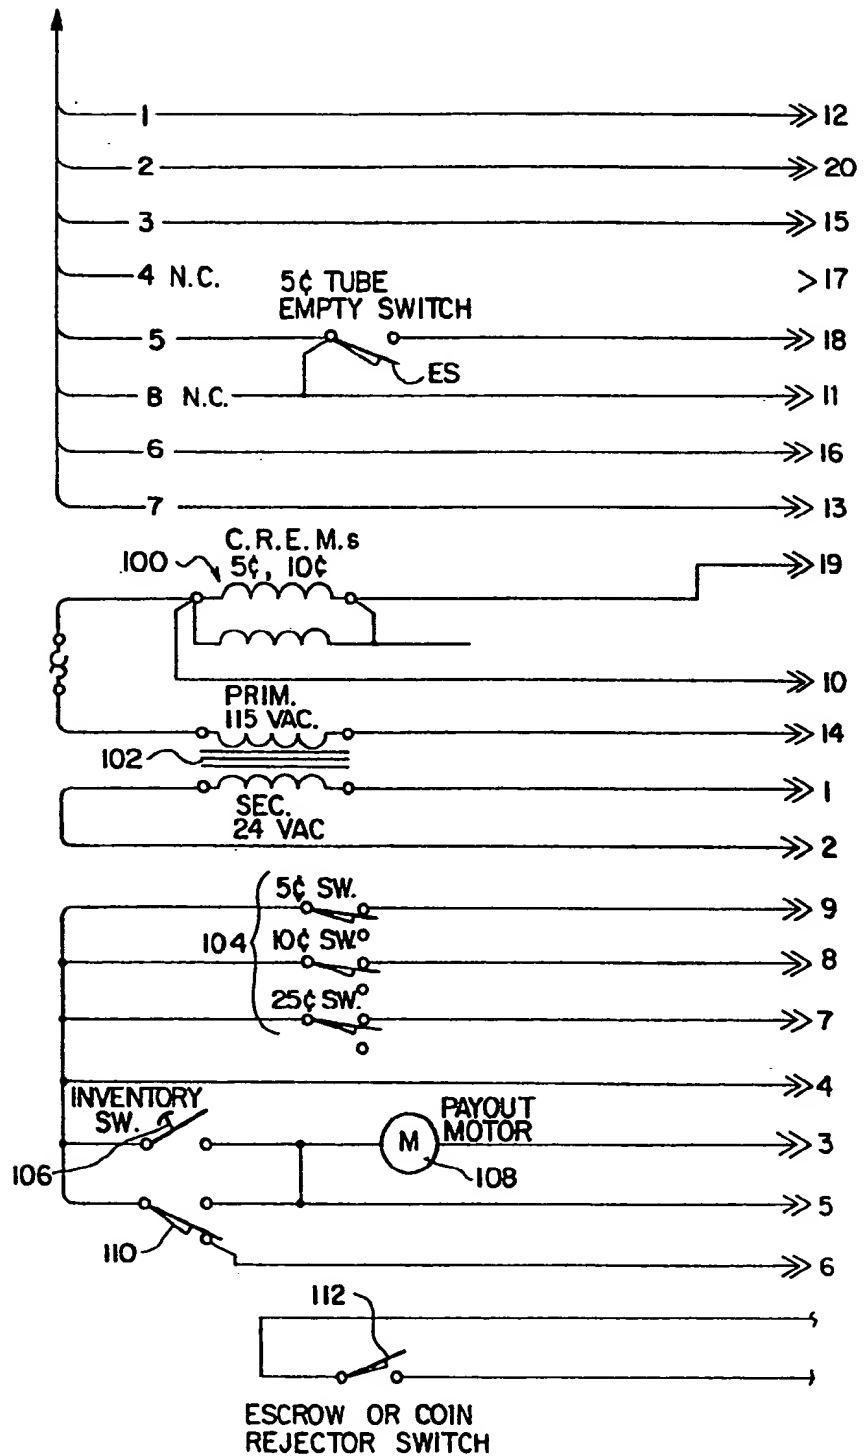 1 12
2 20
3 15
4 N.C. 17
5¢ TUBE
EMPTY SWITCH
5 18
ES
B N.C. 11
6 16
7 13
C.R.E.M.s
100 5¢, 10¢ 19
10
PRIM.
115 VAC. 14
102
1
SEC.
24 VAC
2
5¢ SW. 9
104 10¢ SW. 8
25¢ SW. 7
4
INVENTORY
SW.
PAYOUT
MOTOR
M 3
106
108
5
110 6
112
ESCROW OR COIN
REJECTOR SWITCH